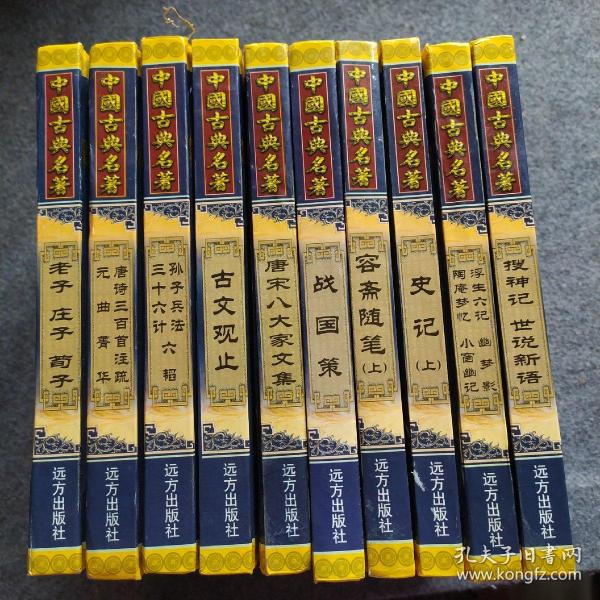 中國古典名著
老子 庄子 荀子
远方出版社
中國古典名著
唐诗三百首注疏
元曲菁华
远方出版社
中國古典名著
孙子兵法 六韬
三十六计
远方出版社
中國古典名著
古文观止
远方出版社
中國古典名著
唐宋八大家文集
远方出版社
中國古典名著
战国策
远方出版社
中國古典名著
容斋随笔(上)
远方出版社
中國古典名著
史记(上)
远方出版社
中國古典名著
浮生六记 幽梦影
陶庵梦忆 小窗幽记
远方出版社
中國古典名著
搜神记 世说新语
远方出版社
孔夫子旧书网
www.kongfz.com